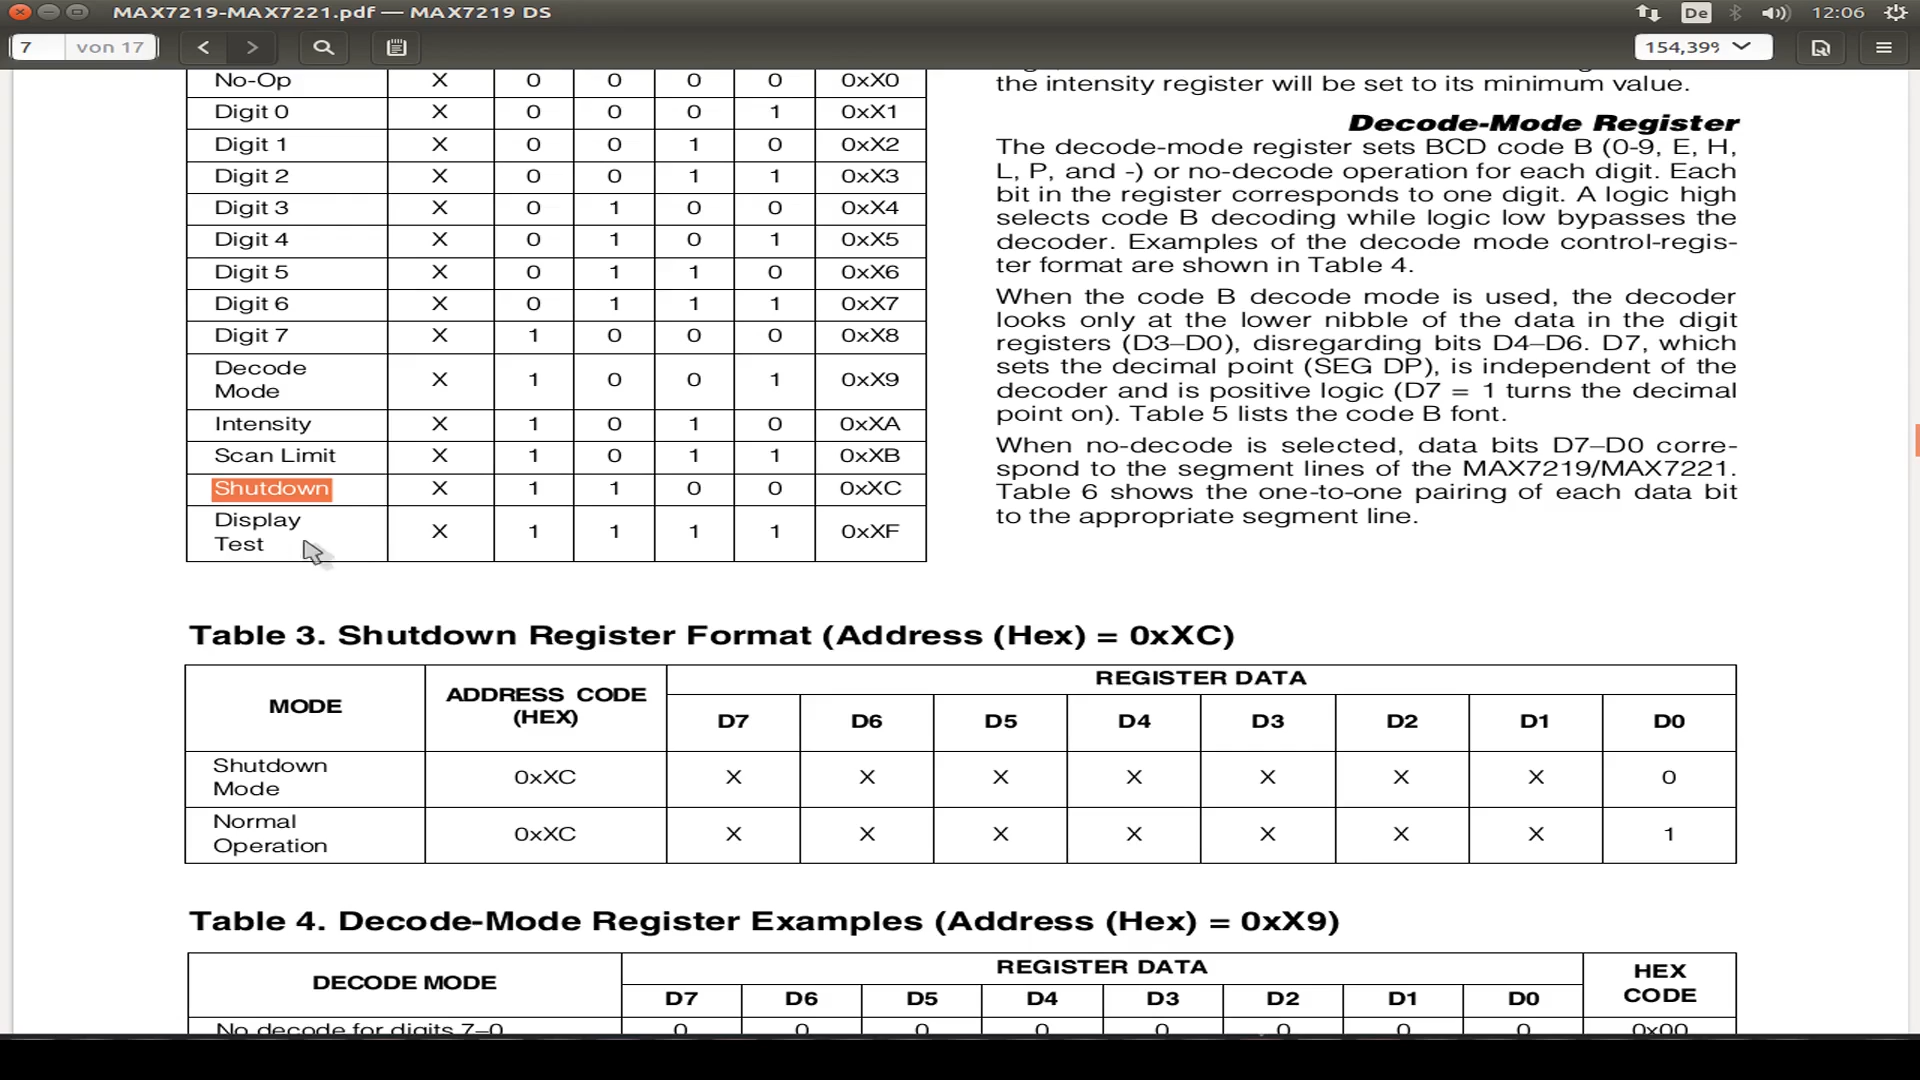 MAX7219-MAX7221.pdf — MAX7219 DS
De
12:06
7 von 17
154,39%
No-Op X 0 0 0 0 0xX0
Digit 0 X 0 0 0 1 0xX1
Digit 1 X 0 0 1 0 0xX2
Digit 2 X 0 0 1 1 0xX3
Digit 3 X 0 1 0 0 0xX4
Digit 4 X 0 1 0 1 0xX5
Digit 5 X 0 1 1 0 0xX6
Digit 6 X 0 1 1 1 0xX7
Digit 7 X 1 0 0 0 0xX8
Decode
Mode X 1 0 0 1 0xX9
Intensity X 1 0 1 0 0xXA
Scan Limit X 1 0 1 1 0xXB
Shutdown X 1 1 0 0 0xXC
Display
Test X 1 1 1 1 0xXF
the intensity register will be set to its minimum value.
Decode-Mode Register
The decode-mode register sets BCD code B (0-9, E, H,
L, P, and -) or no-decode operation for each digit. Each
bit in the register corresponds to one digit. A logic high
selects code B decoding while logic low bypasses the
decoder. Examples of the decode mode control-regis-
ter format are shown in Table 4.
When the code B decode mode is used, the decoder
looks only at the lower nibble of the data in the digit
registers (D3–D0), disregarding bits D4–D6. D7, which
sets the decimal point (SEG DP), is independent of the
decoder and is positive logic (D7 = 1 turns the decimal
point on). Table 5 lists the code B font.
When no-decode is selected, data bits D7–D0 corre-
spond to the segment lines of the MAX7219/MAX7221.
Table 6 shows the one-to-one pairing of each data bit
to the appropriate segment line.
Table 3. Shutdown Register Format (Address (Hex) = 0xXC)
MODE
ADDRESS CODE
(HEX)
REGISTER DATA
D7 D6 D5 D4 D3 D2 D1 D0
Shutdown
Mode 0xXC X X X X X X X 0
Normal
Operation 0xXC X X X X X X X 1
Table 4. Decode-Mode Register Examples (Address (Hex) = 0xX9)
DECODE MODE
REGISTER DATA
HEX
CODE
D7 D6 D5 D4 D3 D2 D1 D0
No decode for digits 7–0 0 0 0 0 0 0 0 0 0x00